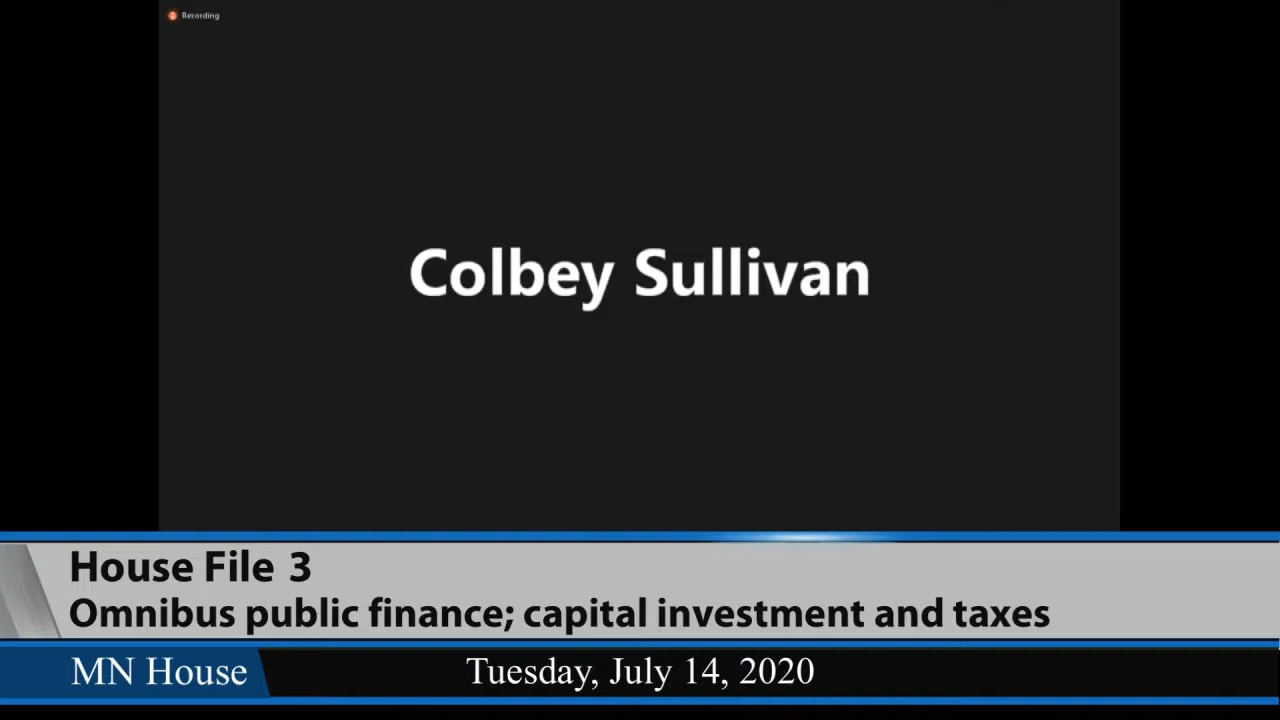 Recording
Colbey Sullivan
House File 3
Omnibus public finance; capital investment and taxes
MN House
Tuesday, July 14, 2020